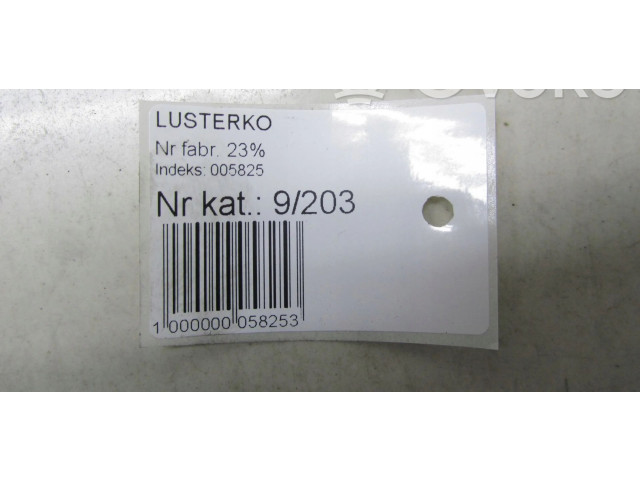 LUSTERKO
Nr fabr. 23%
Indeks: 005825
Nr kat.: 9/203
1 000000 058253